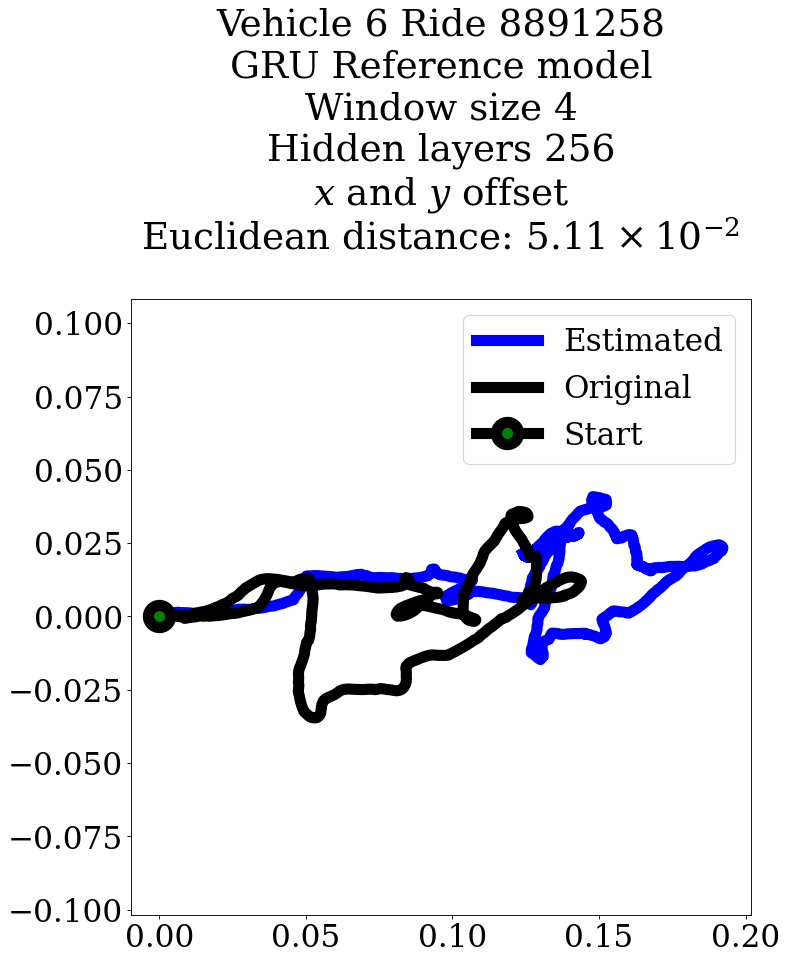 Vehicle 6 Ride 8891258
GRU Reference model
Window size 4
Hidden layers 256
x and y offset
Euclidean distance: 5.11 × 10⁻²
Estimated
Original
Start
0.100
0.075
0.050
0.025
0.000
−0.025
−0.050
−0.075
−0.100
0.00 0.05 0.10 0.15 0.20